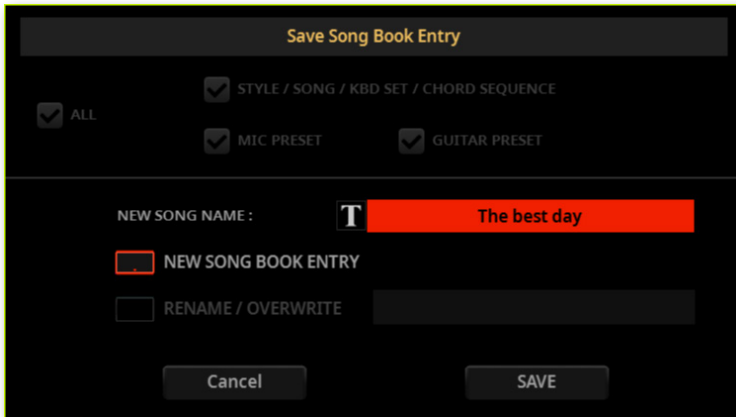 Save Song Book Entry
STYLE / SONG / KBD SET / CHORD SEQUENCE
ALL
MIC PRESET GUITAR PRESET
NEW SONG NAME : T The best day
NEW SONG BOOK ENTRY
RENAME / OVERWRITE
Cancel SAVE